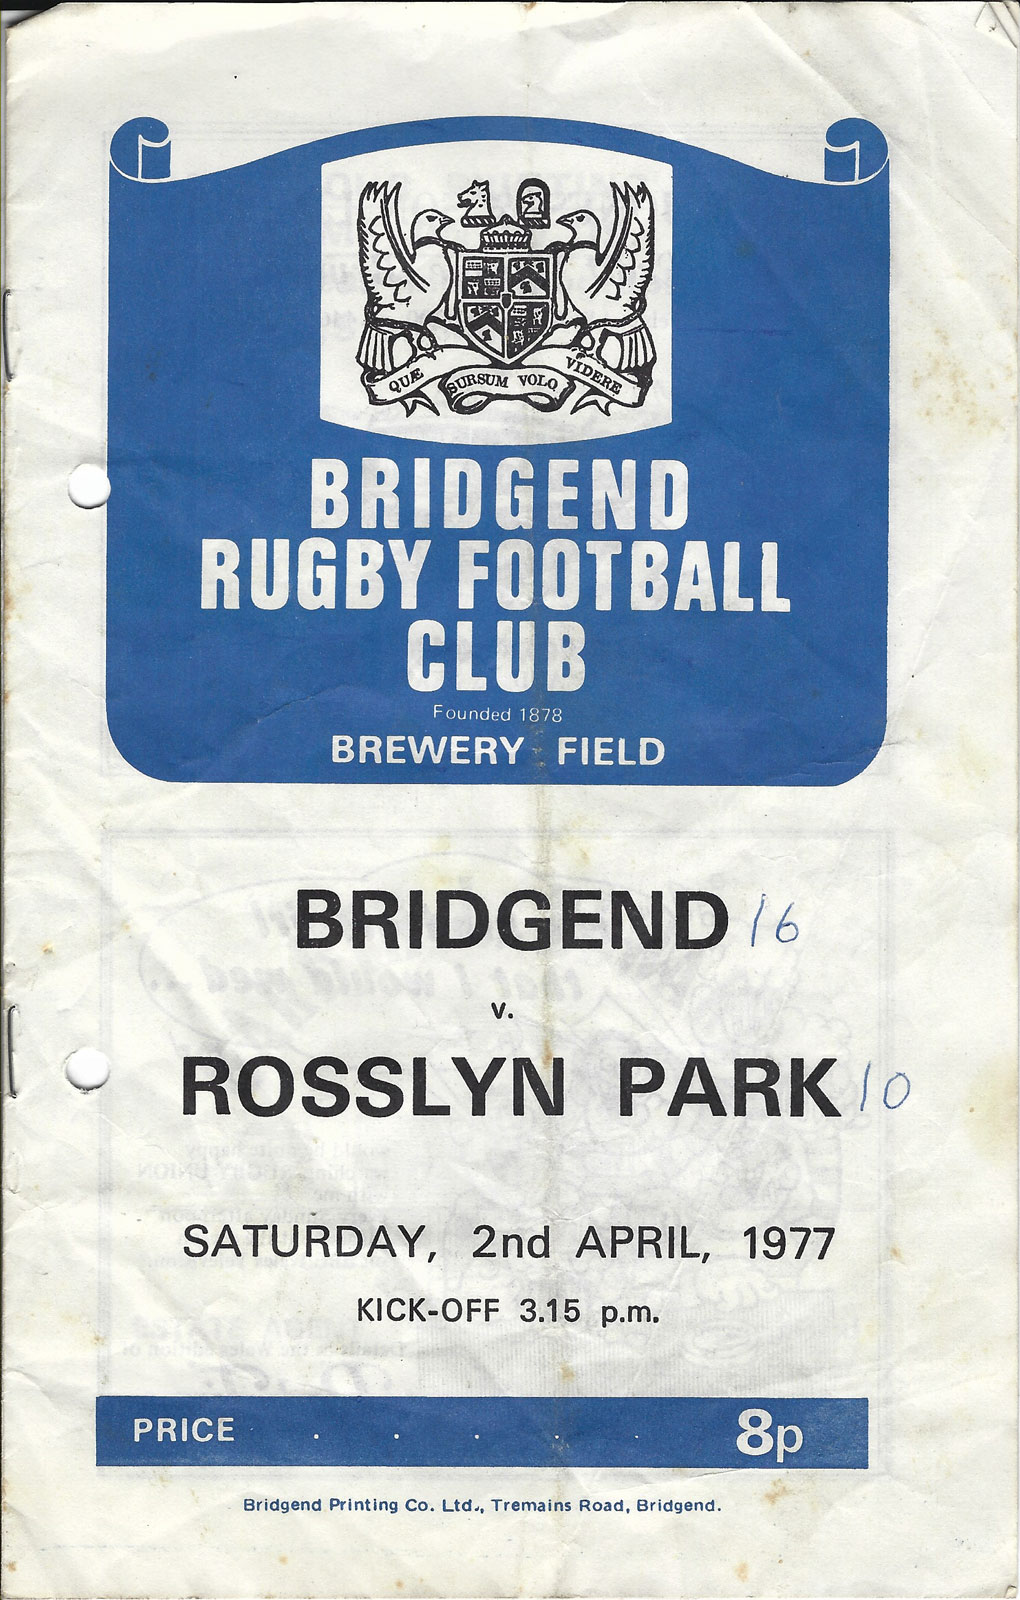 QUÆ SURSUM VOLO VIDERE
BRIDGEND
RUGBY FOOTBALL
CLUB
Founded 1878
BREWERY FIELD
BRIDGEND 16
v.
ROSSLYN PARK 10
SATURDAY, 2nd APRIL, 1977
KICK-OFF 3.15 p.m.
PRICE . . . . . 8p
Bridgend Printing Co. Ltd., Tremains Road, Bridgend.